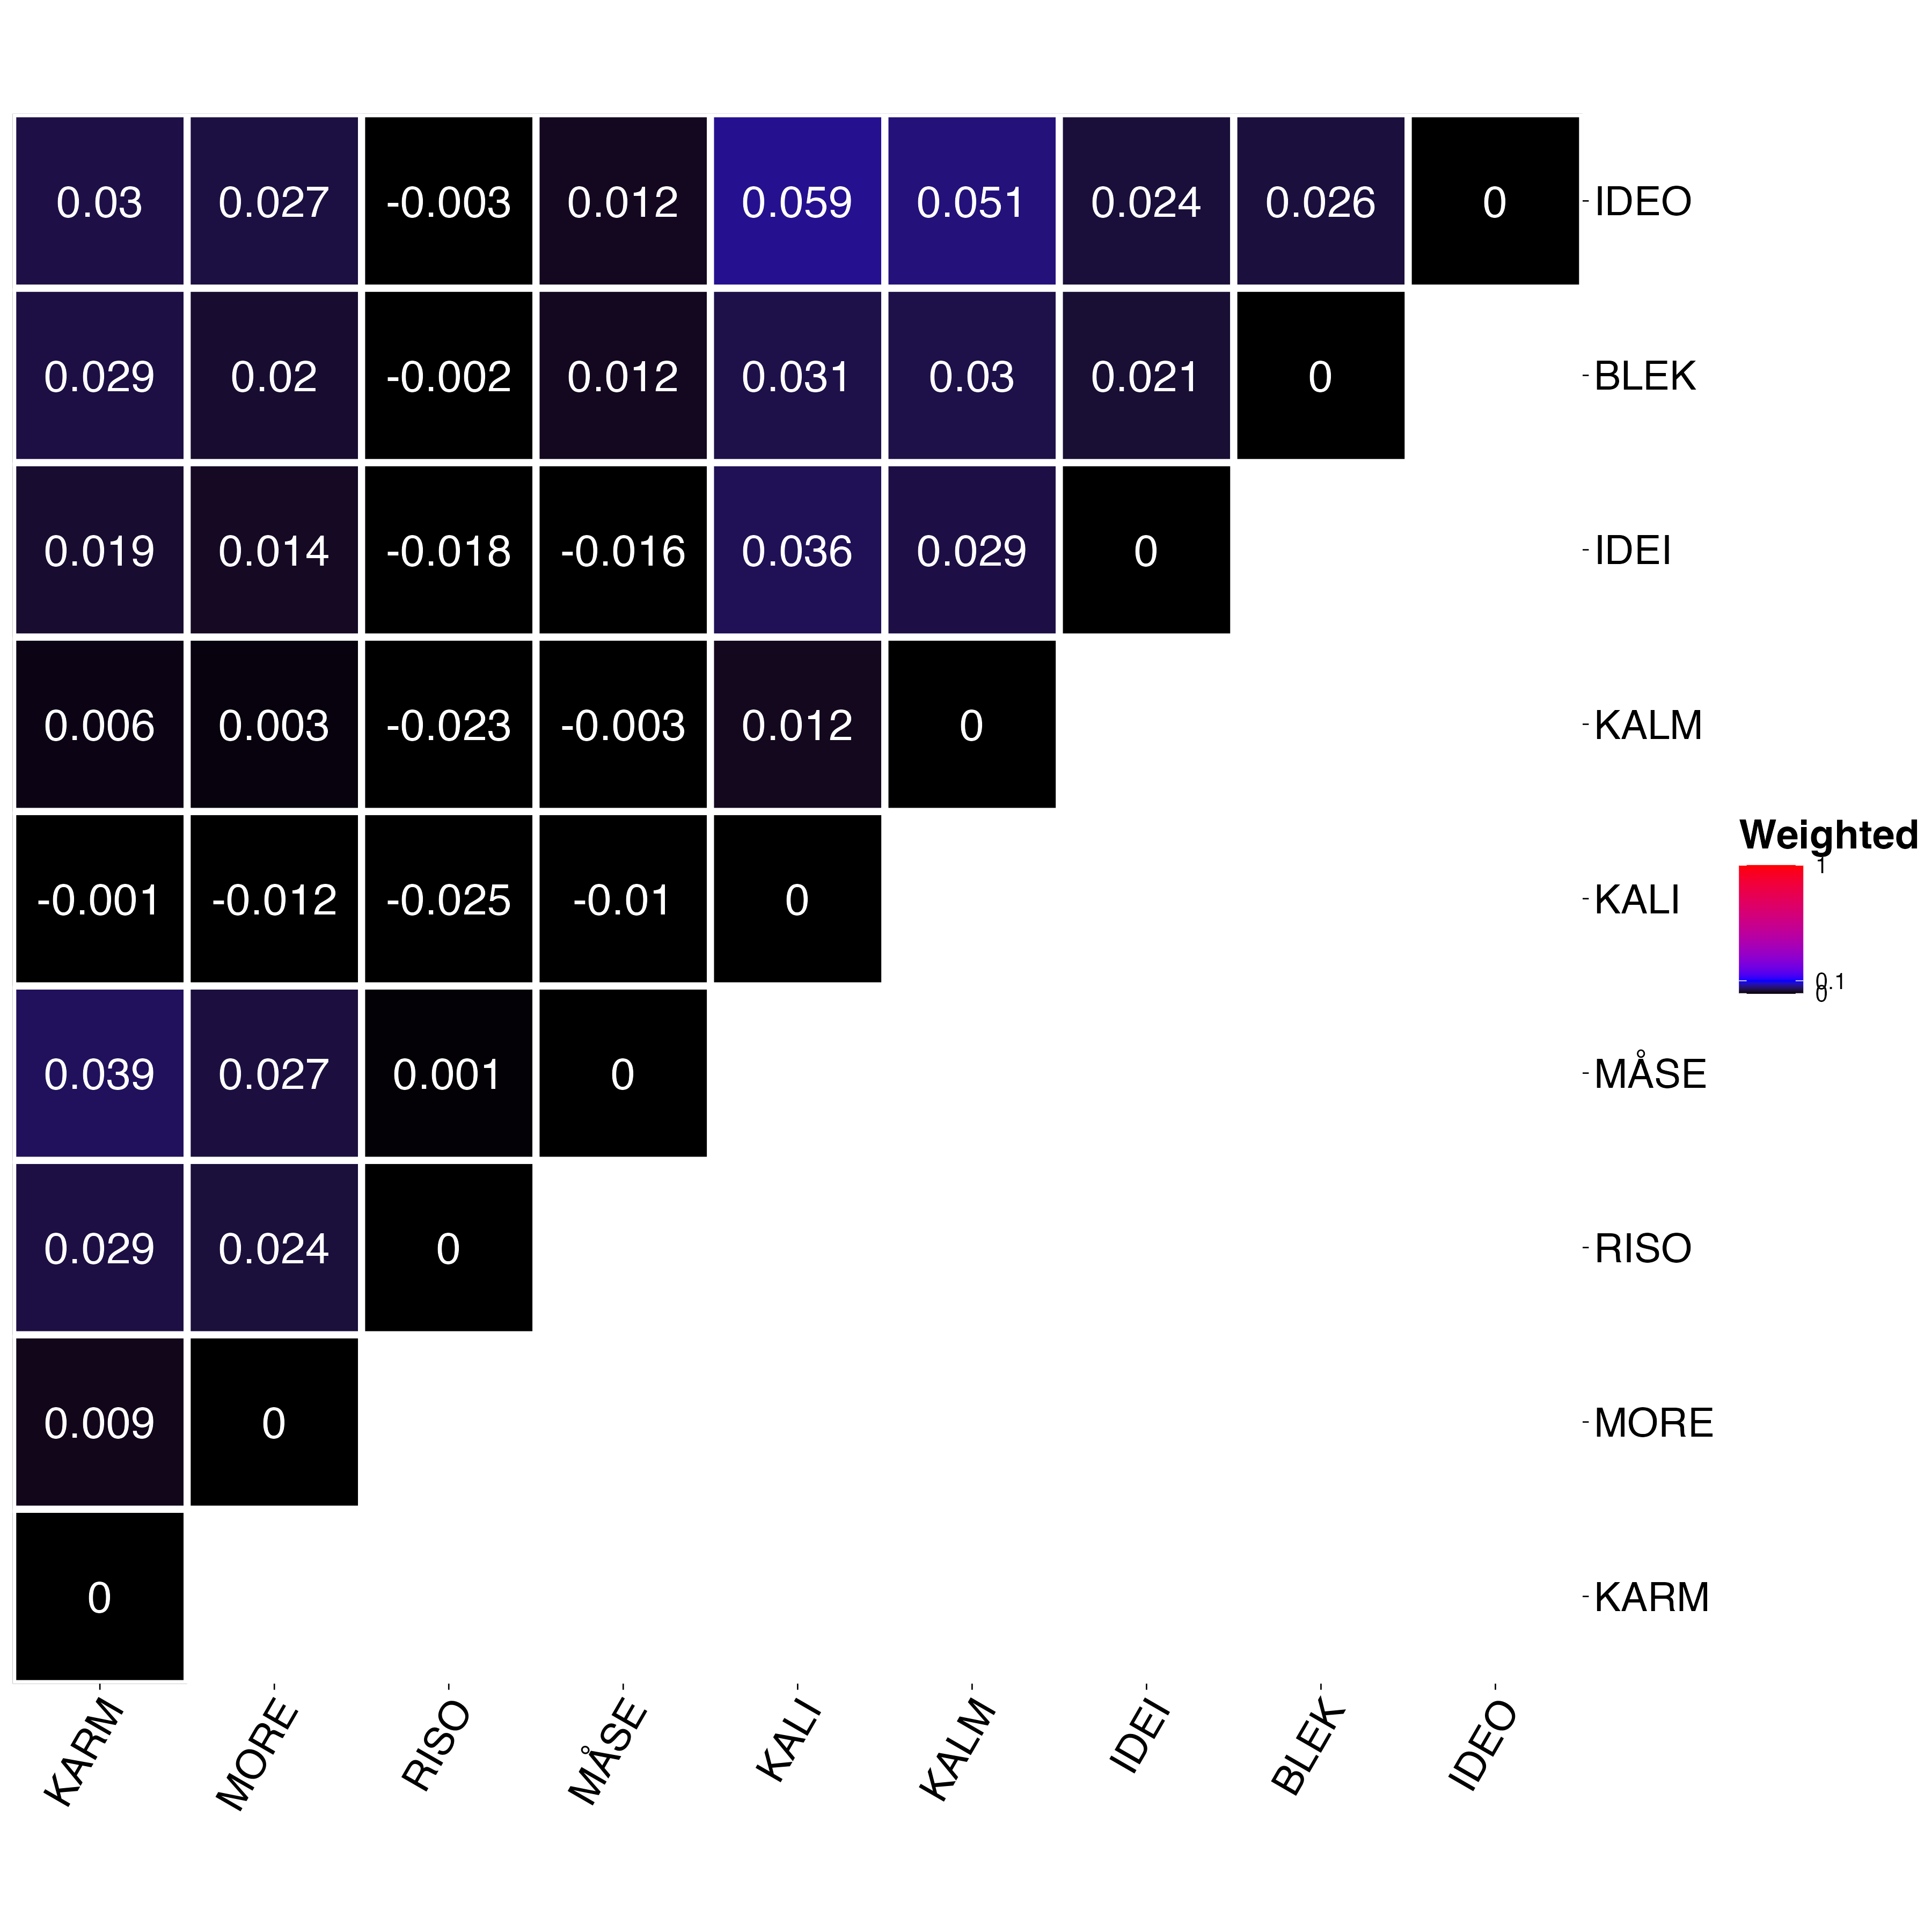 0.03 0.027 -0.003 0.012 0.059 0.051 0.024 0.026 0 IDEO
0.029 0.02 -0.002 0.012 0.031 0.03 0.021 0 BLEK
0.019 0.014 -0.018 -0.016 0.036 0.029 0 IDEI
0.006 0.003 -0.023 -0.003 0.012 0 KALM
-0.001 -0.012 -0.025 -0.01 0 KALI
0.039 0.027 0.001 0 MÅSE
0.029 0.024 0 RISO
0.009 0 MORE
0 KARM
KARM MORE RISO MÅSE KALI KALM IDEI BLEK IDEO
Weighted
1
0.1
0